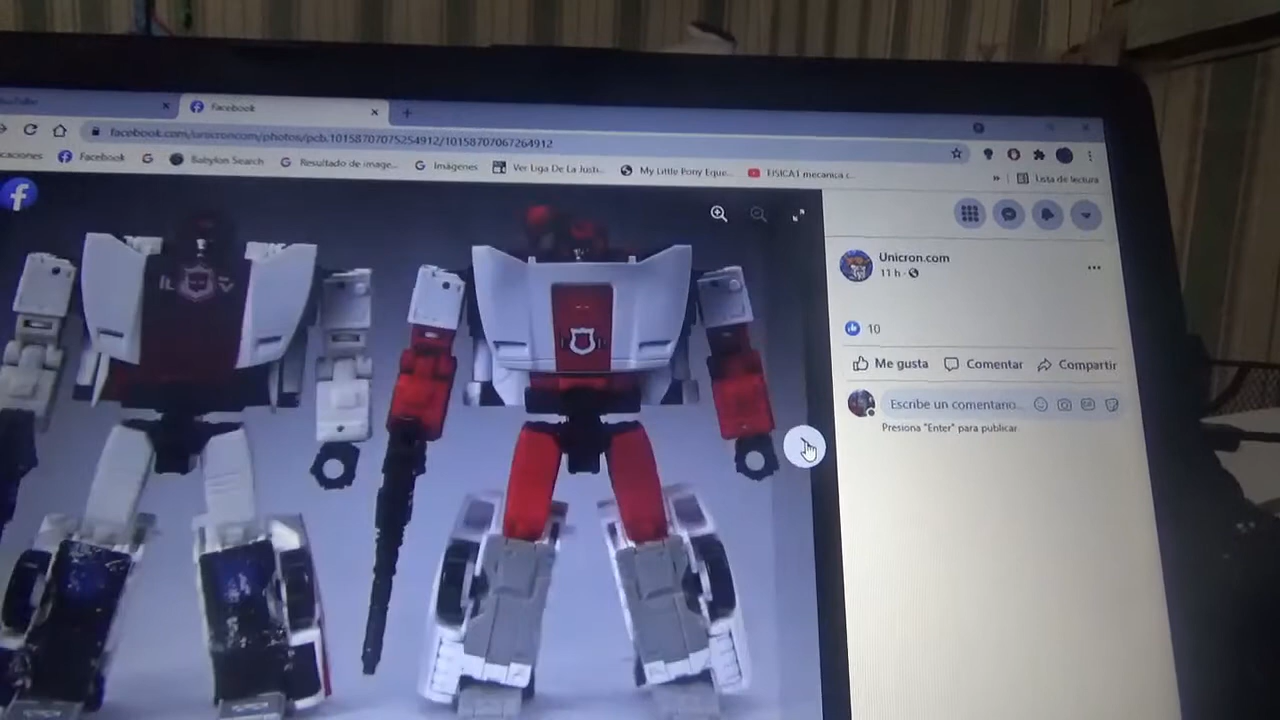 Facebook
facebook.com/unicroncom/photos/pcb.10158707075254912/10158707067264912
caciones Facebook Babylon Search Resultado de image... Imágenes Ver Liga De La Justi... My Little Pony Eque... FISICA1 mecanica c...
» Lista de lectura
Unicron.com
11 h ·
10
Me gusta Comentar Compartir
Escribe un comentario...
Presiona "Enter" para publicar.